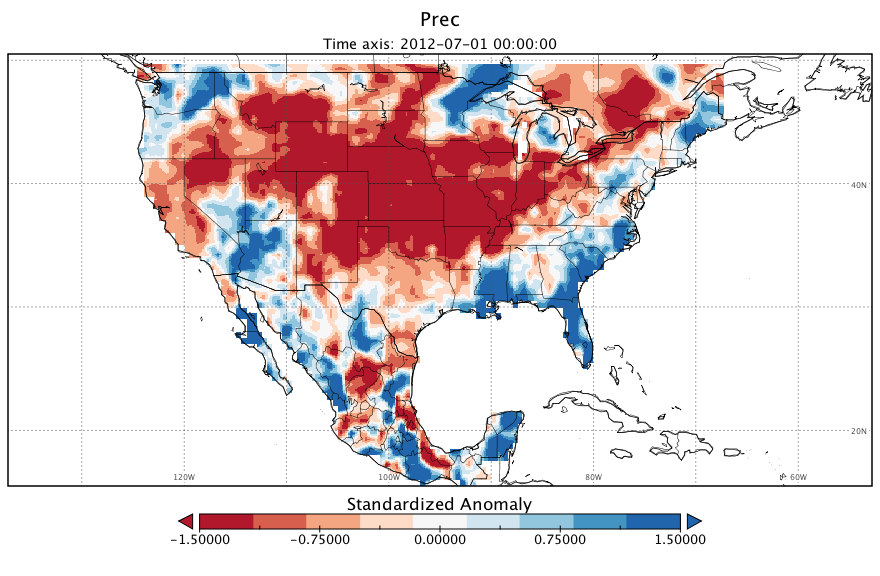 Prec
Time axis: 2012-07-01 00:00:00
40N
20N
120W 100W 80W 60W
Standardized Anomaly
-1.50000 -0.75000 0.00000 0.75000 1.50000